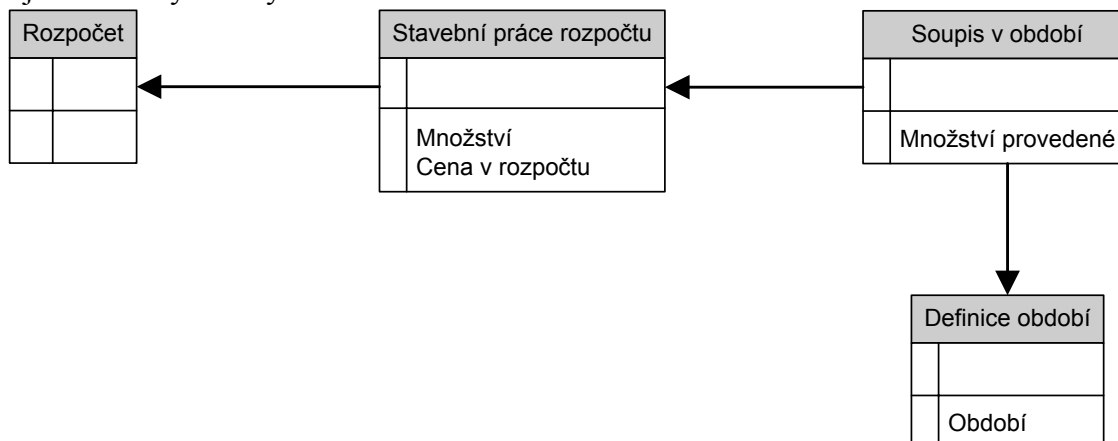 Rozpočet
Stavební práce rozpočtu
Soupis v období
Množství
Cena v rozpočtu
Množství provedené
Definice období
Období